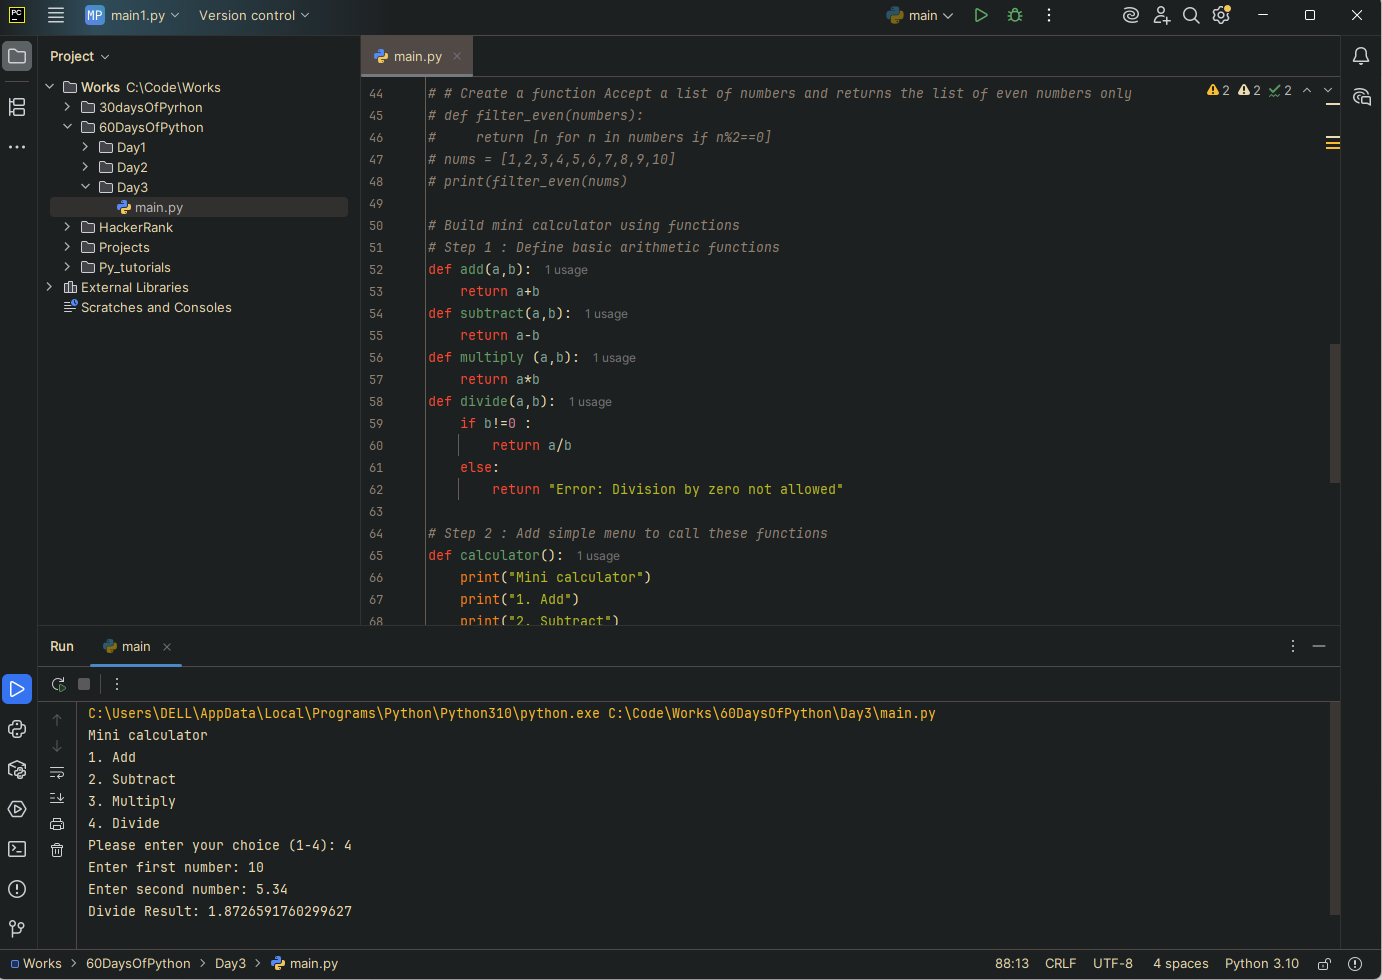 PC MP main1.py Version control main
Project
main.py
Works C:\Code\Works
30daysOfPyrhon
60DaysOfPython
Day1
Day2
Day3
main.py
HackerRank
Projects
Py_tutorials
External Libraries
Scratches and Consoles
2 2 2
44 # # Create a function Accept a list of numbers and returns the list of even numbers only
45 # def filter_even(numbers):
46 #     return [n for n in numbers if n%2==0]
47 # nums = [1,2,3,4,5,6,7,8,9,10]
48 # print(filter_even(nums)
49
50 # Build mini calculator using functions
51 # Step 1 : Define basic arithmetic functions
52 def add(a,b): 1 usage
53     return a+b
54 def subtract(a,b): 1 usage
55     return a-b
56 def multiply (a,b): 1 usage
57     return a*b
58 def divide(a,b): 1 usage
59     if b!=0 :
60         return a/b
61     else:
62         return "Error: Division by zero not allowed"
63
64 # Step 2 : Add simple menu to call these functions
65 def calculator(): 1 usage
66     print("Mini calculator")
67     print("1. Add")
68     print("2. Subtract")
Run main
C:\Users\DELL\AppData\Local\Programs\Python\Python310\python.exe C:\Code\Works\60DaysOfPython\Day3\main.py
Mini calculator
1. Add
2. Subtract
3. Multiply
4. Divide
Please enter your choice (1-4): 4
Enter first number: 10
Enter second number: 5.34
Divide Result: 1.8726591760299627
Works > 60DaysOfPython > Day3 > main.py 88:13 CRLF UTF-8 4 spaces Python 3.10